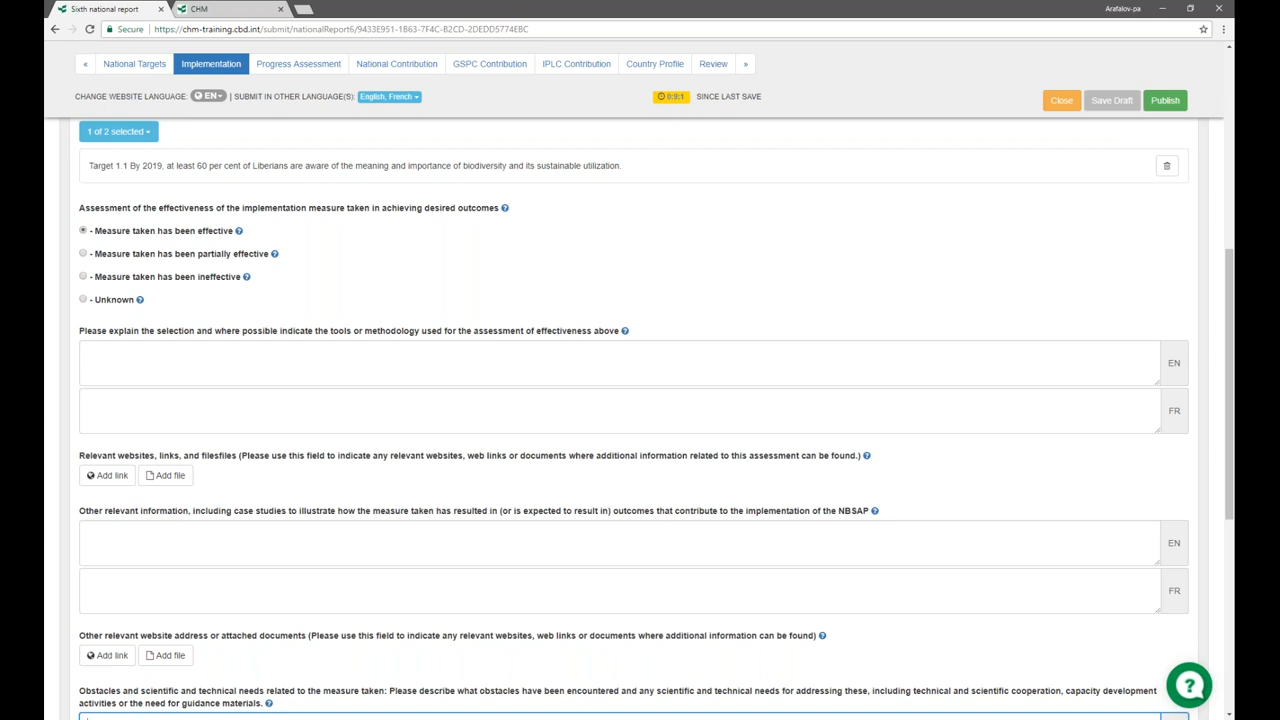 Sixth national report
CHM
Arafalov-pa
Secure https://chm-training.cbd.int/submit/nationalReport6/9433E951-1B63-7F4C-B2CD-2DEDD5774EBC
« National Targets Implementation Progress Assessment National Contribution GSPC Contribution IPLC Contribution Country Profile Review »
CHANGE WEBSITE LANGUAGE: EN | SUBMIT IN OTHER LANGUAGE(S): English, French 0:9:1 SINCE LAST SAVE
Close Save Draft Publish
1 of 2 selected
Target 1.1 By 2019, at least 60 per cent of Liberians are aware of the meaning and importance of biodiversity and its sustainable utilization.
Assessment of the effectiveness of the implementation measure taken in achieving desired outcomes ?
- Measure taken has been effective ?
- Measure taken has been partially effective ?
- Measure taken has been ineffective ?
- Unknown ?
Please explain the selection and where possible indicate the tools or methodology used for the assessment of effectiveness above ?
EN
FR
Relevant websites, links, and filesfiles (Please use this field to indicate any relevant websites, web links or documents where additional information related to this assessment can be found.) ?
Add link Add file
Other relevant information, including case studies to illustrate how the measure taken has resulted in (or is expected to result in) outcomes that contribute to the implementation of the NBSAP ?
EN
FR
Other relevant website address or attached documents (Please use this field to indicate any relevant websites, web links or documents where additional information can be found) ?
Add link Add file
Obstacles and scientific and technical needs related to the measure taken: Please describe what obstacles have been encountered and any scientific and technical needs for addressing these, including technical and scientific cooperation, capacity development
activities or the need for guidance materials. ?
?